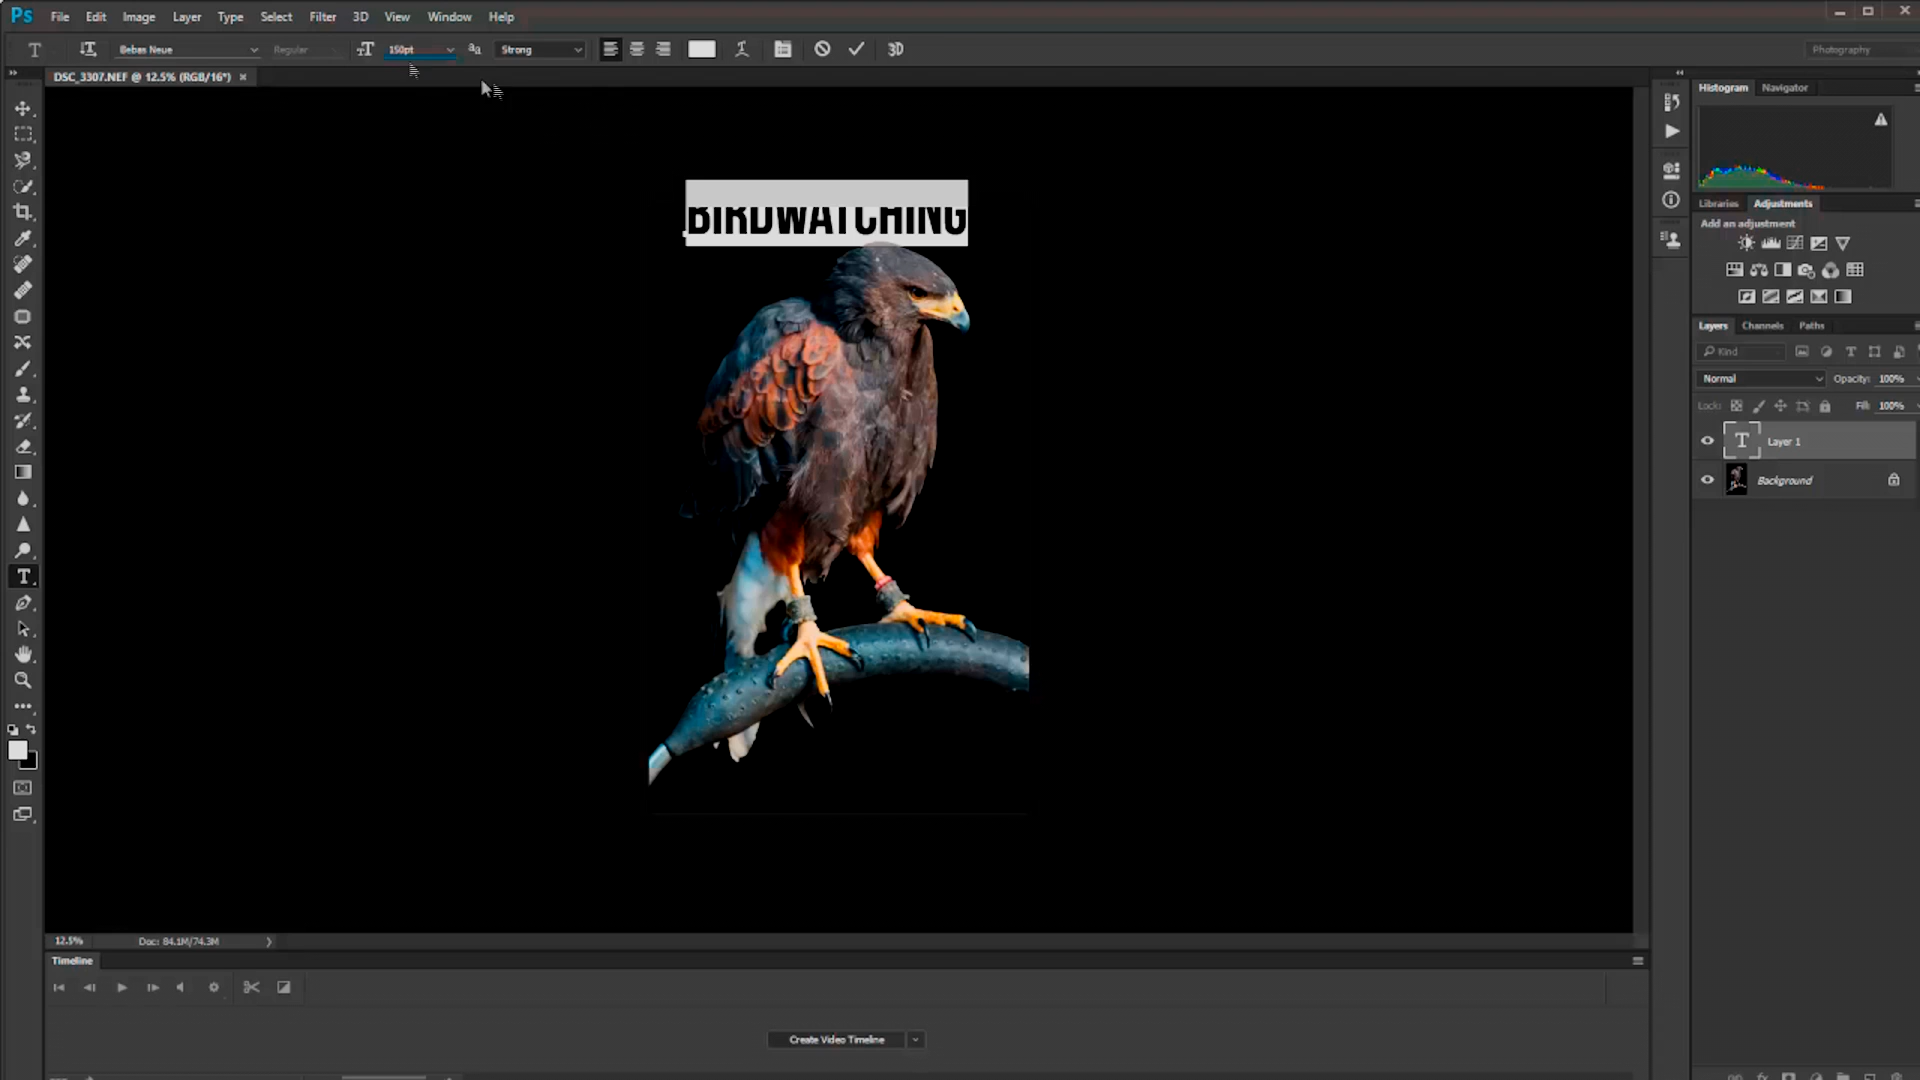 Ps File Edit Image Layer Type Select Filter 3D View Window Help
T Bebas Neue Regular 150pt Strong 3D Photography
DSC_3307.NEF @ 12.5% (RGB/16*) ×
Histogram Navigator
BIRDWATCHING
Libraries Adjustments
Add an adjustment
Layers Channels Paths
Kind
Normal Opacity: 100%
Lock: Fill: 100%
T Layer 1
Background
12.5% Doc: 84.1M/74.3M
Timeline
Create Video Timeline